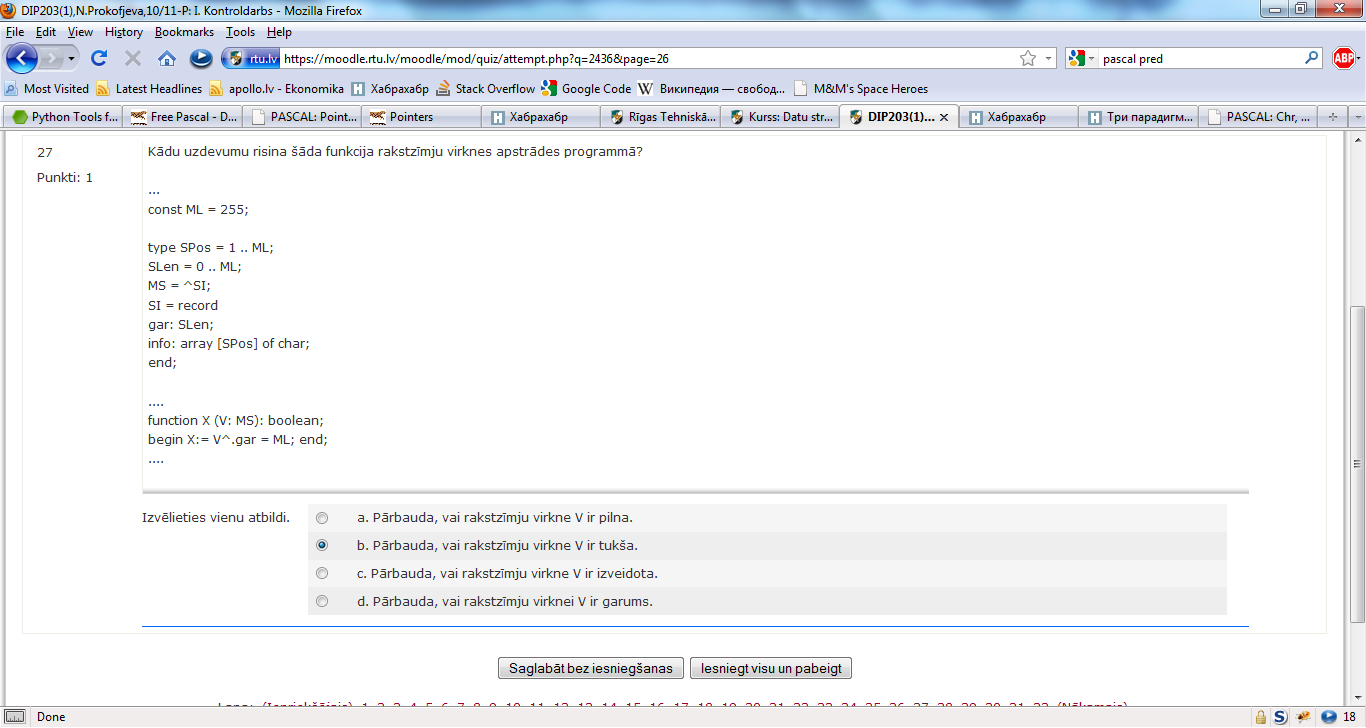 DIP203(1),N.Prokofjeva,10/11-P: I. Kontroldarbs - Mozilla Firefox
File Edit View History Bookmarks Tools Help
rtu.lv https://moodle.rtu.lv/moodle/mod/quiz/attempt.php?q=2436&page=26 pascal pred ABP
Most Visited Latest Headlines apollo.lv - Ekonomika Хабрахабр Stack Overflow Google Code Википедия — свобод... M&M's Space Heroes
Python Tools f... Free Pascal - D... PASCAL: Point... Pointers Хабрахабр Rīgas Tehniskā... Kurss: Datu str... DIP203(1)... Хабрахабр Три парадигм... PASCAL: Chr, ...
27 Kādu uzdevumu risina šāda funkcija rakstzīmju virknes apstrādes programmā?
Punkti: 1
...
const ML = 255;
type SPos = 1 .. ML;
SLen = 0 .. ML;
MS = ^SI;
SI = record
gar: SLen;
info: array [SPos] of char;
end;
....
function X (V: MS): boolean;
begin X:= V^.gar = ML; end;
....
Izvēlieties vienu atbildi.
a. Pārbauda, vai rakstzīmju virkne V ir pilna.
b. Pārbauda, vai rakstzīmju virkne V ir tukša.
c. Pārbauda, vai rakstzīmju virkne V ir izveidota.
d. Pārbauda, vai rakstzīmju virknei V ir garums.
Saglabāt bez iesniegšanas Iesniegt visu un pabeigt
Done 18